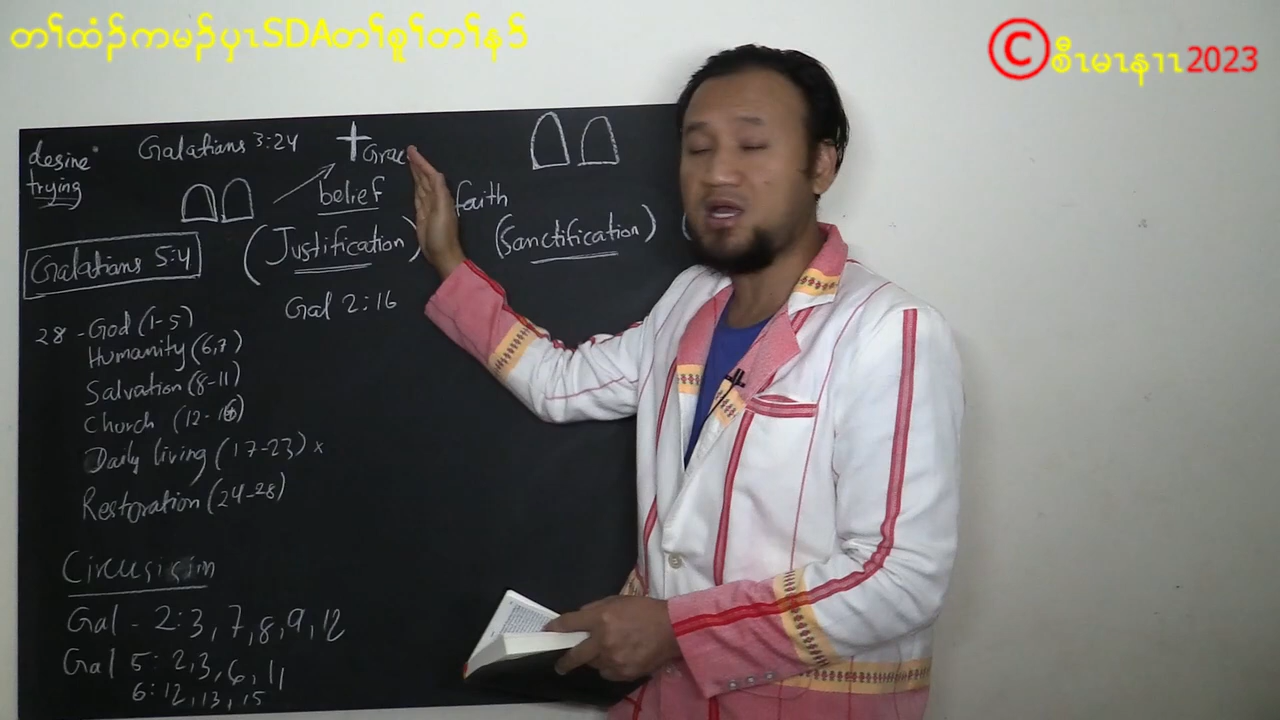 တၢ်ထံၣ်ကမၣ်ပှၤSDAတၢ်စူၢ်တၢ်နာ်
©စီၤမၤနၤၤ2023
desire
trying
Galatians 3:24
belief
faith
(Justification)
(Sanctification)
Galatians 5:4
Gal 2:16
28 - God (1-5)
Humanity (6,7)
Salvation (8-11)
Church (12-16)
Daily living (17-23) x
Restoration (24-28)
Gal - 2:3, 7, 8, 9, 12
Gal 5: 2, 3, 6, 11
6: 12, 13, 15